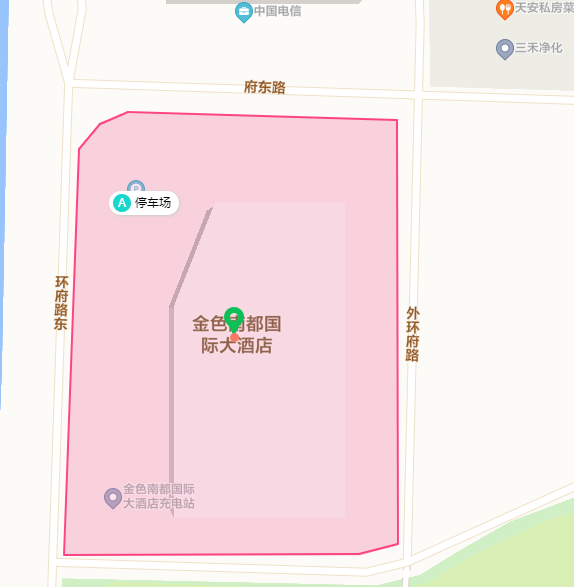 中国电信
天安私房菜
三禾净化
府东路
P
A 停车场
环府路东
外环府路
金色南都国
际大酒店
金色南都国际
大酒店充电站